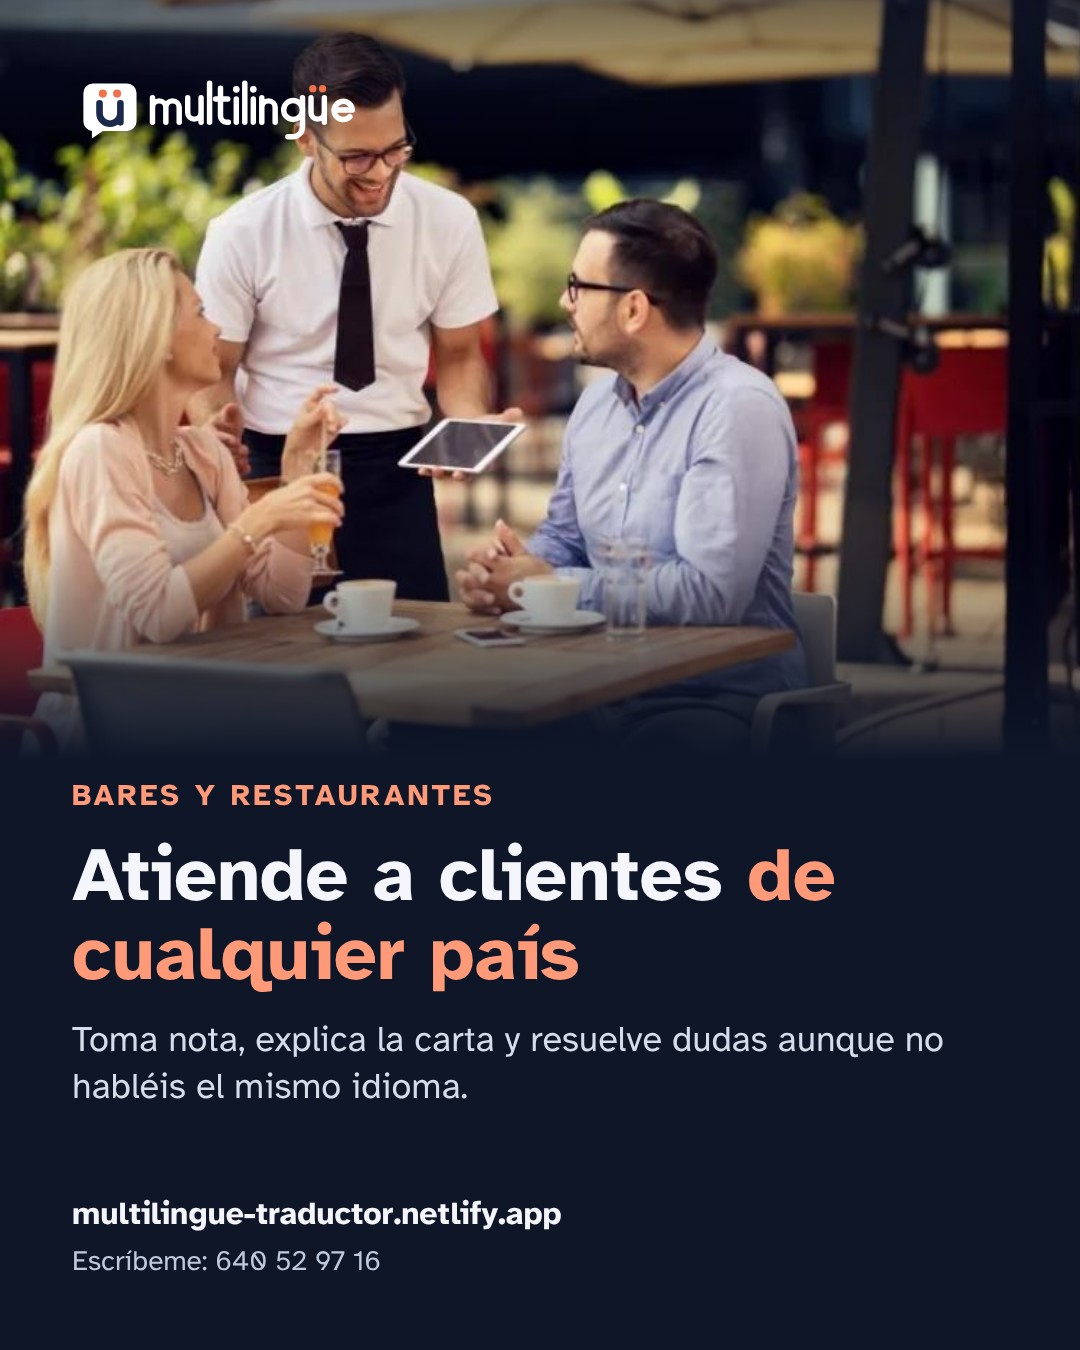 ü multilingüe
BARES Y RESTAURANTES
Atiende a clientes de
cualquier país
Toma nota, explica la carta y resuelve dudas aunque no
habléis el mismo idioma.
multilingue-traductor.netlify.app
Escríbeme: 640 52 97 16